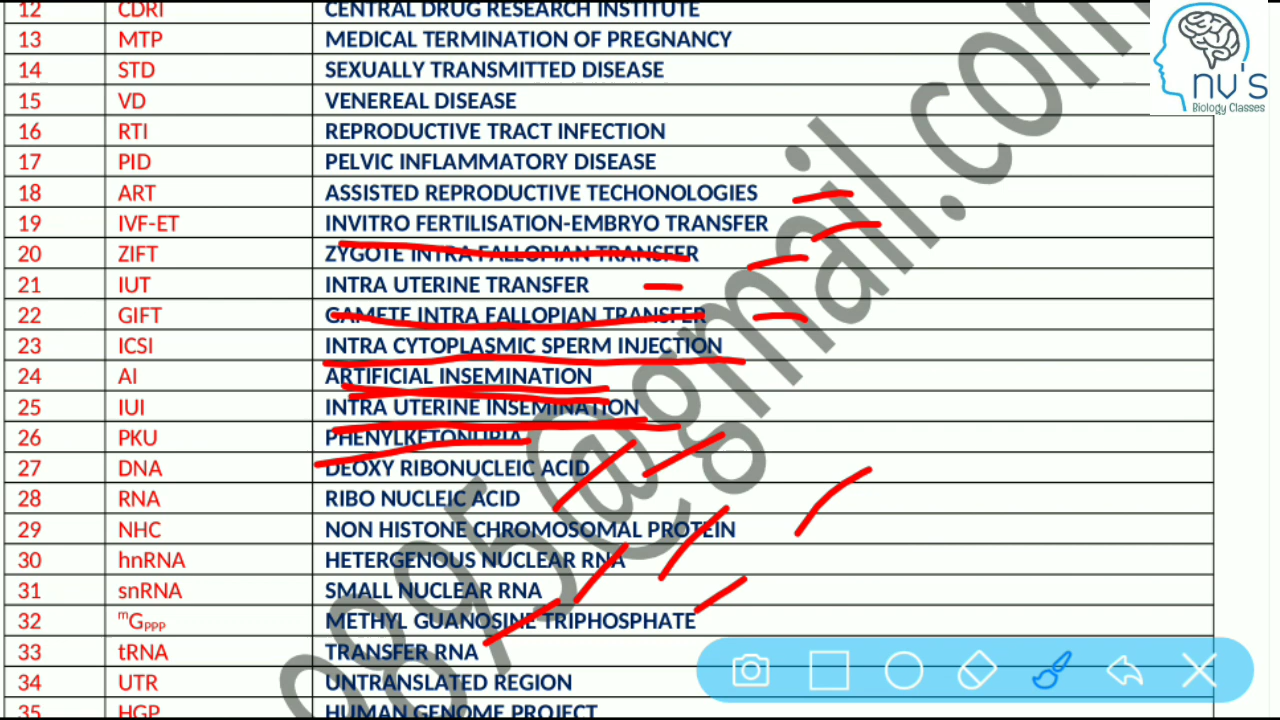 12 CDRI CENTRAL DRUG RESEARCH INSTITUTE
13 MTP MEDICAL TERMINATION OF PREGNANCY
14 STD SEXUALLY TRANSMITTED DISEASE
15 VD VENEREAL DISEASE
16 RTI REPRODUCTIVE TRACT INFECTION
17 PID PELVIC INFLAMMATORY DISEASE
18 ART ASSISTED REPRODUCTIVE TECHONOLOGIES
19 IVF-ET INVITRO FERTILISATION-EMBRYO TRANSFER
20 ZIFT ZYGOTE INTRA FALLOPIAN TRANSFER
21 IUT INTRA UTERINE TRANSFER
22 GIFT GAMETE INTRA FALLOPIAN TRANSFER
23 ICSI INTRA CYTOPLASMIC SPERM INJECTION
24 AI ARTIFICIAL INSEMINATION
25 IUI INTRA UTERINE INSEMINATION
26 PKU PHENYLKETONURIA
27 DNA DEOXY RIBONUCLEIC ACID
28 RNA RIBO NUCLEIC ACID
29 NHC NON HISTONE CHROMOSOMAL PROTEIN
30 hnRNA HETERGENOUS NUCLEAR RNA
31 snRNA SMALL NUCLEAR RNA
32 mGPPP METHYL GUANOSINE TRIPHOSPHATE
33 tRNA TRANSFER RNA
34 UTR UNTRANSLATED REGION
35 HGP HUMAN GENOME PROJECT
nv's
Biology Classes
9895@gmail.com